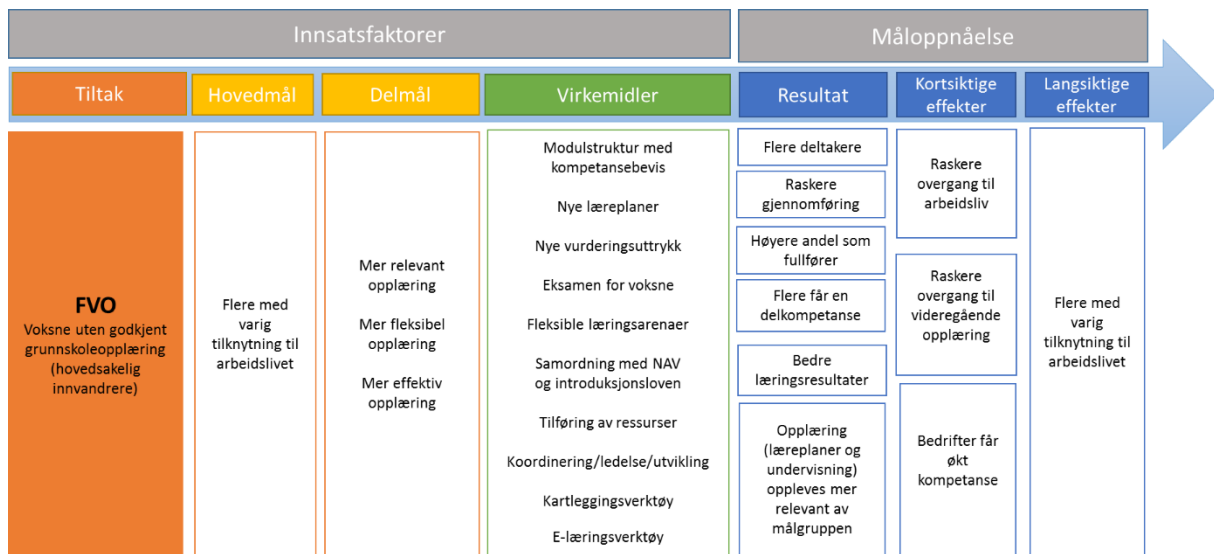 Innsatsfaktorer
Måloppnåelse
Tiltak
Hovedmål
Delmål
Virkemidler
Resultat
Kortsiktige
effekter
Langsiktige
effekter
FVO
Voksne uten godkjent
grunnskoleopplæring
(hovedsakelig
innvandrere)
Flere med
varig
tilknytning til
arbeidslivet
Mer relevant
opplæring
Mer fleksibel
opplæring
Mer effektiv
opplæring
Modulstruktur med
kompetansebevis
Nye læreplaner
Nye vurderingsuttrykk
Eksamen for voksne
Fleksible læringsarenaer
Samordning med NAV
og introduksjonsloven
Tilføring av ressurser
Koordinering/ledelse/utvikling
Kartleggingsverktøy
E-læringsverktøy
Flere deltakere
Raskere
gjennomføring
Høyere andel som
fullfører
Flere får en
delkompetanse
Bedre
læringsresultater
Opplæring
(læreplaner og
undervisning)
oppleves mer
relevant av
målgruppen
Raskere
overgang til
arbeidsliv
Raskere
overgang til
videregående
opplæring
Bedrifter får
økt
kompetanse
Flere med
varig
tilknytning til
arbeidslivet